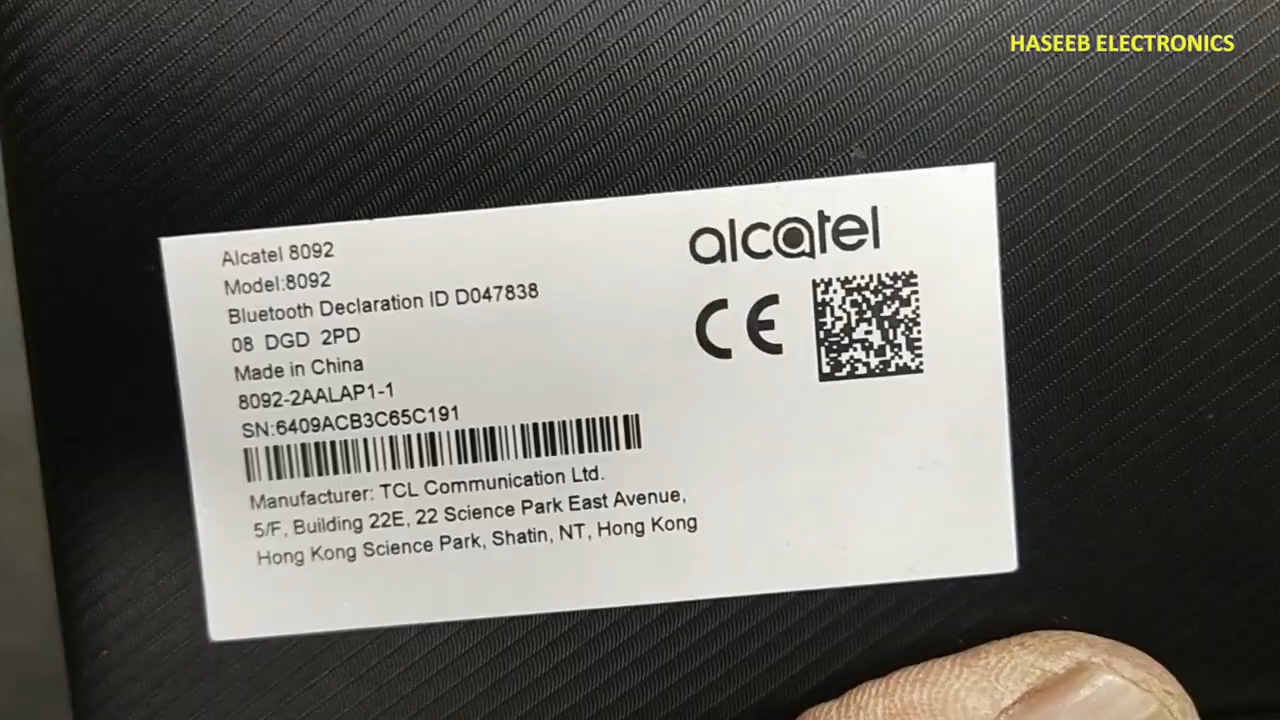 HASEEB ELECTRONICS
alcatel
Alcatel 8092
Model:8092
Bluetooth Declaration ID D047838
08 DGD 2PD
Made in China
8092-2AALAP1-1
SN:6409ACB3C65C191
CE
Manufacturer: TCL Communication Ltd.
5/F, Building 22E, 22 Science Park East Avenue,
Hong Kong Science Park, Shatin, NT, Hong Kong